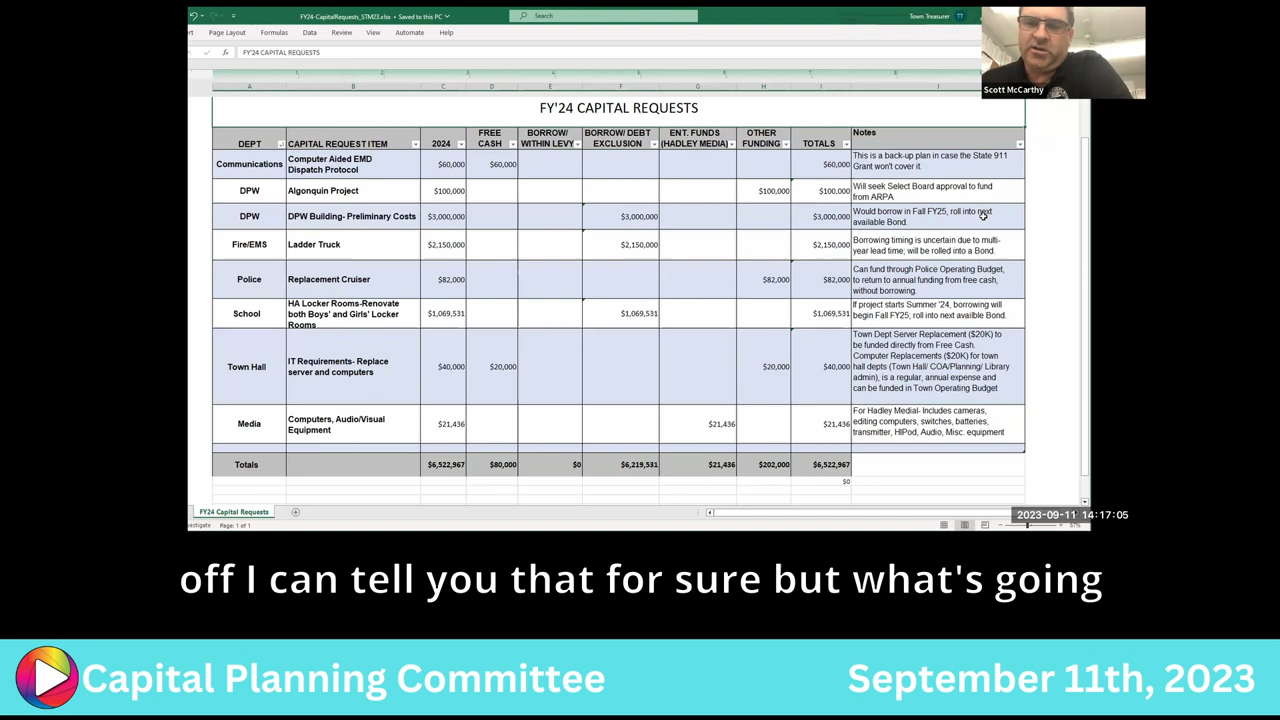 FY24-CapitalRequests_STM23.xlsx • Saved to this PC
Search
Town Treasurer
TT
Page Layout
Formulas
Data
Review
View
Automate
Help
fx
FY'24 CAPITAL REQUESTS
Scott McCarthy
A B C D E F G H I J
FY'24 CAPITAL REQUESTS
DEPT CAPITAL REQUEST ITEM 2024 FREE CASH BORROW/ WITHIN LEVY BORROW/ DEBT EXCLUSION ENT. FUNDS (HADLEY MEDIA) OTHER FUNDING TOTALS Notes
Communications Computer Aided EMD Dispatch Protocol $60,000 $60,000 $60,000 This is a back-up plan in case the State 911 Grant won't cover it.
DPW Algonquin Project $100,000 $100,000 $100,000 Will seek Select Board approval to fund from ARPA
DPW DPW Building- Preliminary Costs $3,000,000 $3,000,000 $3,000,000 Would borrow in Fall FY25, roll into next available Bond.
Fire/EMS Ladder Truck $2,150,000 $2,150,000 $2,150,000 Borrowing timing is uncertain due to multi-year lead time; will be rolled into a Bond.
Police Replacement Cruiser $82,000 $82,000 $82,000 Can fund through Police Operating Budget, to return to annual funding from free cash, without borrowing.
School HA Locker Rooms-Renovate both Boys' and Girls' Locker Rooms $1,069,531 $1,069,531 $1,069,531 If project starts Summer '24, borrowing will begin Fall FY25; roll into next availble Bond.
Town Hall IT Requirements- Replace server and computers $40,000 $20,000 $20,000 $40,000 Town Dept Server Replacement ($20K) to be funded directly from Free Cash. Computer Replacements ($20K) for town hall depts (Town Hall/ COA/Planning/ Library admin), is a regular, annual expense and can be funded in Town Operating Budget
Media Computers, Audio/Visual Equipment $21,436 $21,436 $21,436 For Hadley Medial- Includes cameras, editing computers, switches, batteries, transmitter, HIPod, Audio, Misc. equipment
Totals $6,522,967 $80,000 $0 $6,219,531 $21,436 $202,000 $6,522,967
$0
FY24 Capital Requests
2023-09-11 14:17:05
Page: 1 of 1
87%
off I can tell you that for sure but what's going
Capital Planning Committee
September 11th, 2023